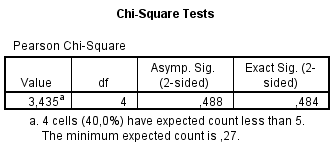 Chi-Square Tests
Pearson Chi-Square
Value df Asymp. Sig. (2-sided) Exact Sig. (2-sided)
3,435a 4 ,488 ,484
a. 4 cells (40,0%) have expected count less than 5.
The minimum expected count is ,27.